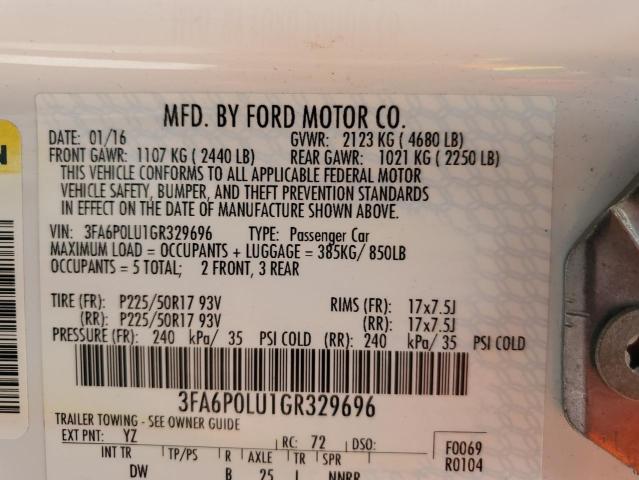 MFD. BY FORD MOTOR CO.
DATE: 01/16 GVWR: 2123 KG ( 4680 LB)
FRONT GAWR: 1107 KG ( 2440 LB) REAR GAWR: 1021 KG ( 2250 LB)
THIS VEHICLE CONFORMS TO ALL APPLICABLE FEDERAL MOTOR
VEHICLE SAFETY, BUMPER, AND THEFT PREVENTION STANDARDS
IN EFFECT ON THE DATE OF MANUFACTURE SHOWN ABOVE.
VIN: 3FA6P0LU1GR329696 TYPE: Passenger Car
MAXIMUM LOAD = OCCUPANTS + LUGGAGE = 385KG/ 850LB
OCCUPANTS = 5 TOTAL; 2 FRONT, 3 REAR
TIRE (FR): P225/50R17 93V RIMS (FR): 17x7.5J
(RR): P225/50R17 93V (RR): 17x7.5J
PRESSURE (FR): 240 kPa/ 35 PSI COLD (RR): 240 kPa/ 35 PSI COLD
3FA6P0LU1GR329696
TRAILER TOWING - SEE OWNER GUIDE
EXT PNT: YZ RC: 72 DSO: F0069
INT TR TP/PS R AXLE TR SPR R0104
DW B 25 L NNRR